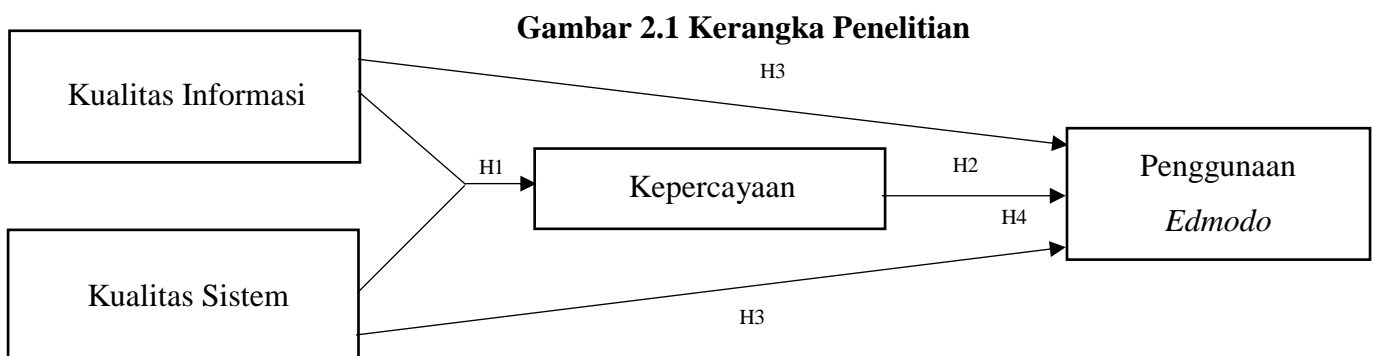 Gambar 2.1 Kerangka Penelitian
H3
Kualitas Informasi
H1
Kepercayaan
H2
H4
Penggunaan
Edmodo
Kualitas Sistem
H3